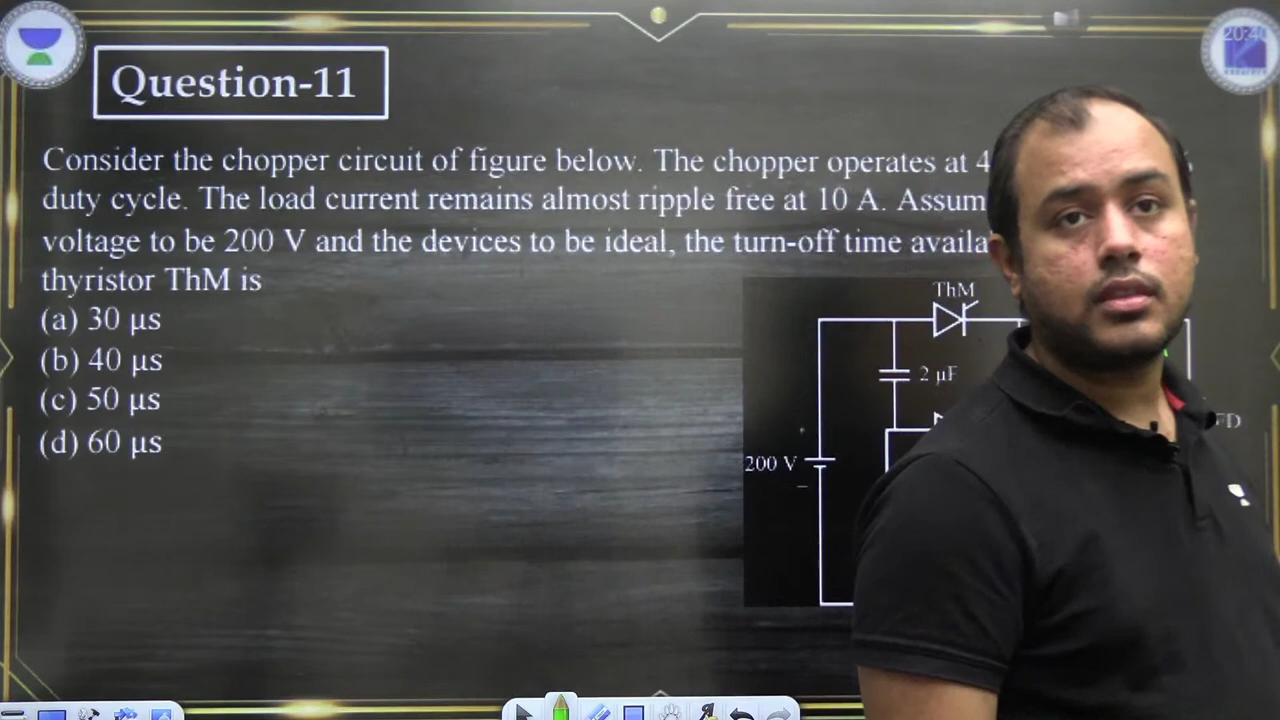 20:40
Question-11
Consider the chopper circuit of figure below. The chopper operates at 4
duty cycle. The load current remains almost ripple free at 10 A. Assum
voltage to be 200 V and the devices to be ideal, the turn-off time availa
thyristor ThM is
(a) 30 μs
(b) 40 μs
(c) 50 μs
(d) 60 μs
ThM
2 μF
FD
200 V